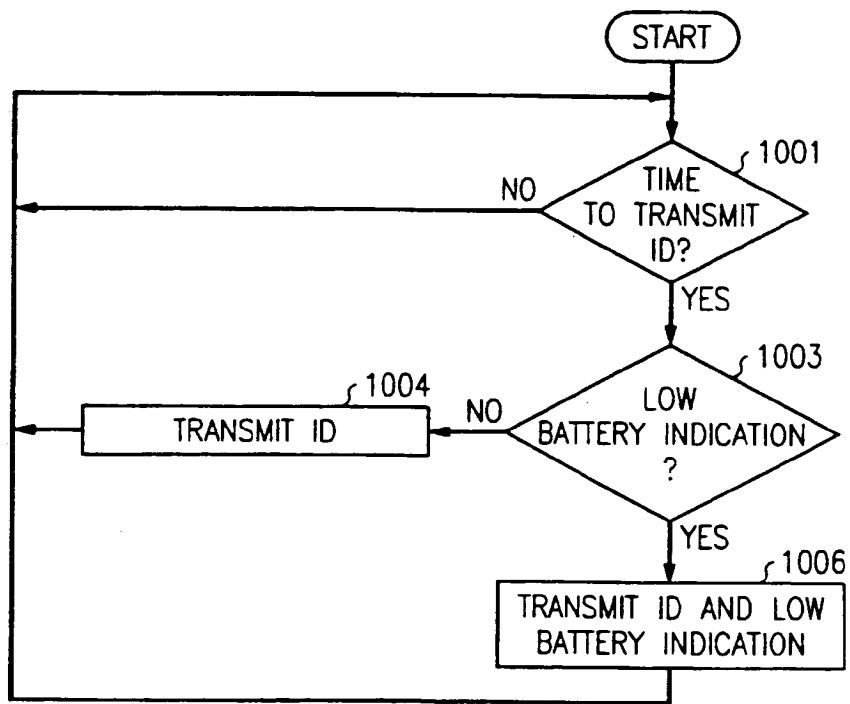 START
1001
TIME
TO TRANSMIT
ID?
NO
YES
1003
LOW
BATTERY INDICATION
?
NO
1004
TRANSMIT ID
YES
1006
TRANSMIT ID AND LOW
BATTERY INDICATION